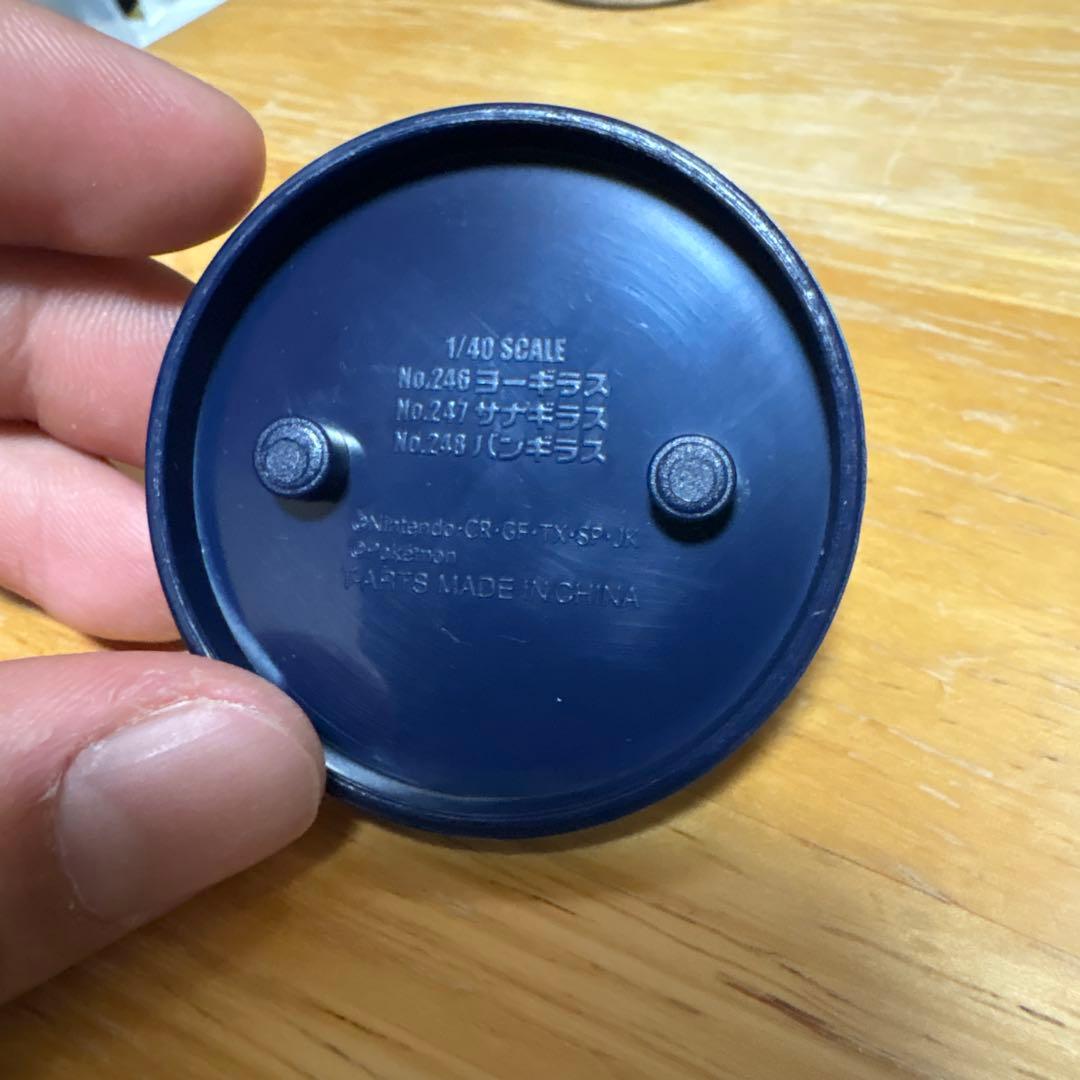 1/40 SCALE
No.246 ヨーギラス
No.247 サナギラス
No.248 バンギラス
©Nintendo・CR・GF・TX・SP・JK
©Pokémon
PARTS MADE IN CHINA